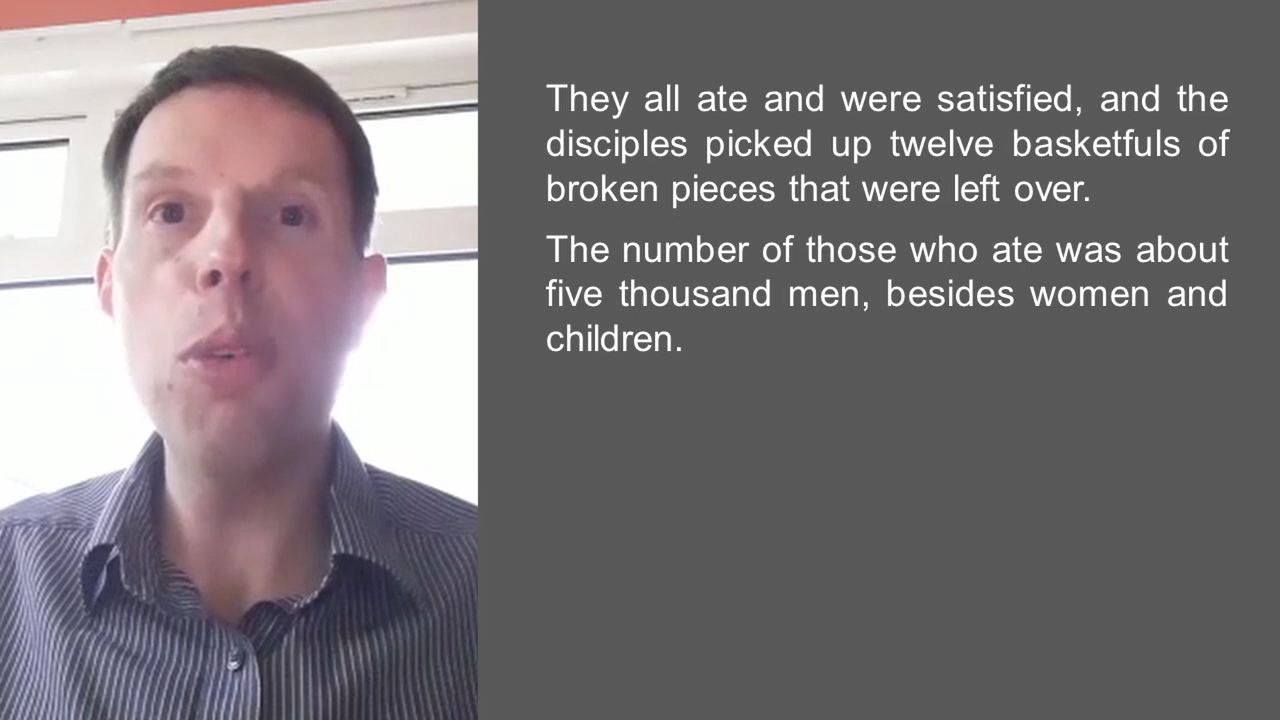 They all ate and were satisfied, and the
disciples picked up twelve basketfuls of
broken pieces that were left over.
The number of those who ate was about
five thousand men, besides women and
children.